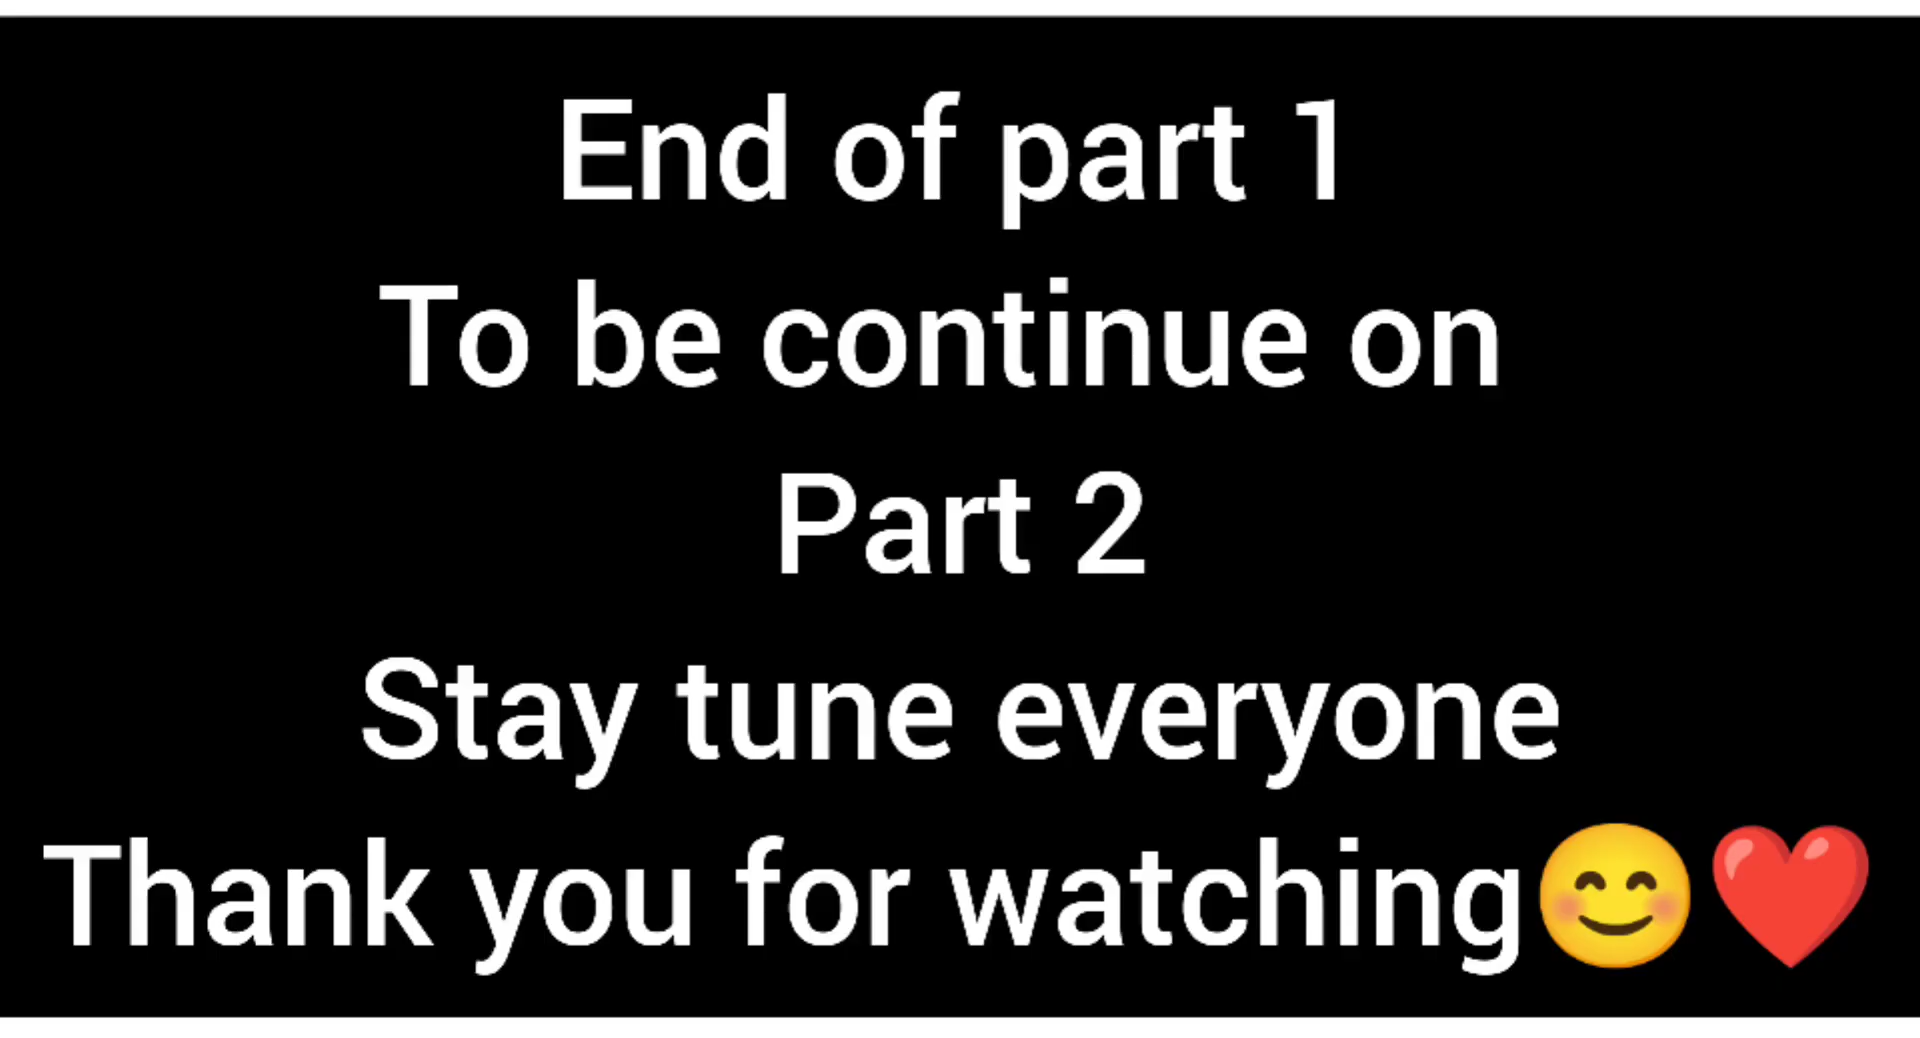 End of part 1
To be continue on
Part 2
Stay tune everyone
Thank you for watching😊❤️